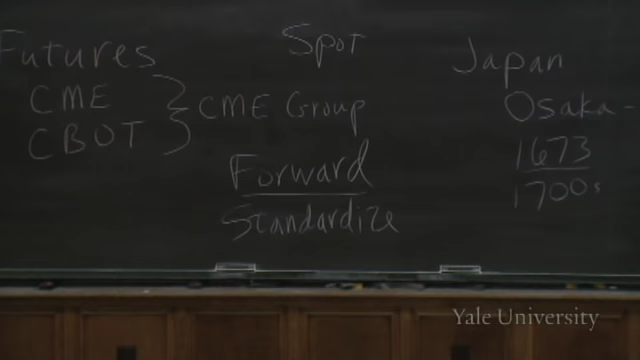 Futures
CME
CBOT
Spot
CME Group
Forward
Standardize
Japan
Osaka -
1673
1700s
Yale University